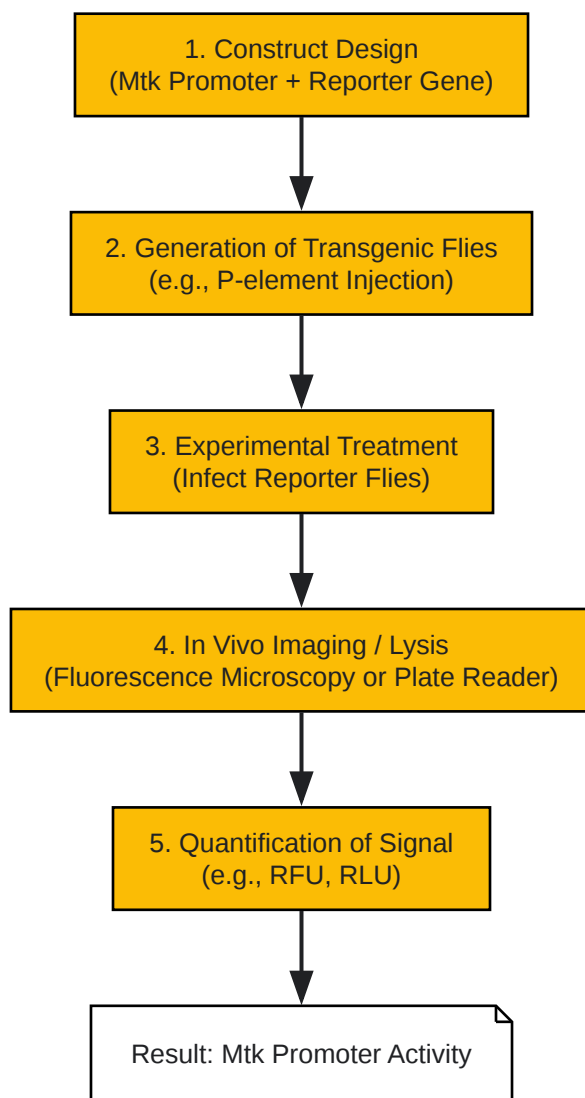 1. Construct Design
(Mtk Promoter + Reporter Gene)
2. Generation of Transgenic Flies
(e.g., P-element Injection)
3. Experimental Treatment
(Infect Reporter Flies)
4. In Vivo Imaging / Lysis
(Fluorescence Microscopy or Plate Reader)
5. Quantification of Signal
(e.g., RFU, RLU)
Result: Mtk Promoter Activity